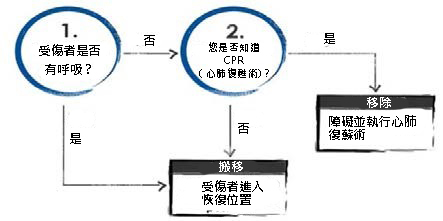 1.
受傷者是否
有呼吸？
否
2.
您是否知道
CPR
（心肺復甦術）？
是
移除
障礙並執行心肺
復蘇術
是
否
搬移
受傷者進入
恢復位置